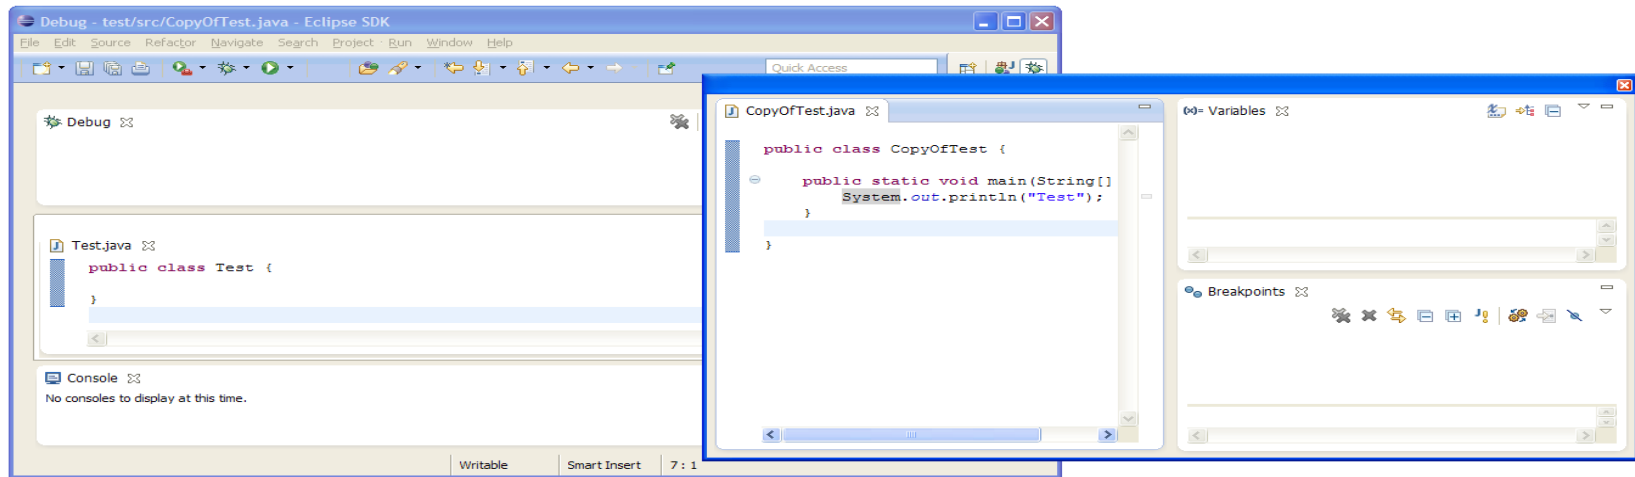 Debug - test/src/CopyOfTest.java - Eclipse SDK
File Edit Source Refactor Navigate Search Project Run Window Help
Quick Access
Debug
Test.java
public class Test {
}
Console
No consoles to display at this time.
Writable Smart Insert 7 : 1
CopyOfTest.java
public class CopyOfTest {
public static void main(String[]
System.out.println("Test");
}
}
(x)= Variables
Breakpoints